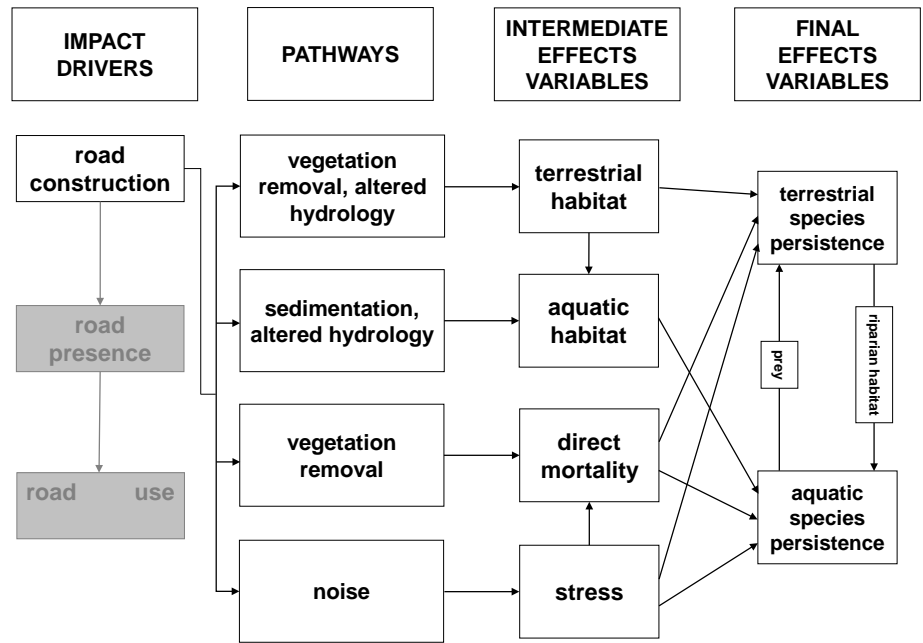 IMPACT
DRIVERS
PATHWAYS
INTERMEDIATE
EFFECTS
VARIABLES
FINAL
EFFECTS
VARIABLES
road
construction
vegetation
removal, altered
hydrology
terrestrial
habitat
terrestrial
species
persistence
road
presence
sedimentation,
altered hydrology
aquatic
habitat
prey
riparian habitat
vegetation
removal
direct
mortality
road use
aquatic
species
persistence
noise
stress